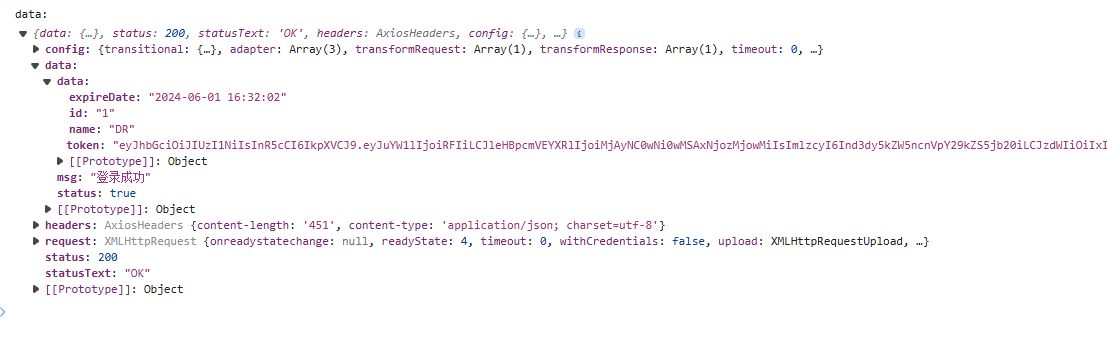 data:
{data: {…}, status: 200, statusText: 'OK', headers: AxiosHeaders, config: {…}, …} i
config: {transitional: {…}, adapter: Array(3), transformRequest: Array(1), transformResponse: Array(1), timeout: 0, …}
data:
data:
expireDate: "2024-06-01 16:32:02"
id: "1"
name: "DR"
token: "eyJhbGciOiJIUzI1NiIsInR5cCI6IkpXVCJ9.eyJuYW1lIjoiRFIiLCJleHBpcmVEYXRlIjoiMjAyNC0wNi0wMSAxNjozMjowMiIsImlzcyI6Ind3dy5kZW5ncnVpY29kZS5jb20iLCJzdWIiOiIxI
[[Prototype]]: Object
msg: "登录成功"
status: true
[[Prototype]]: Object
headers: AxiosHeaders {content-length: '451', content-type: 'application/json; charset=utf-8'}
request: XMLHttpRequest {onreadystatechange: null, readyState: 4, timeout: 0, withCredentials: false, upload: XMLHttpRequestUpload, …}
status: 200
statusText: "OK"
[[Prototype]]: Object